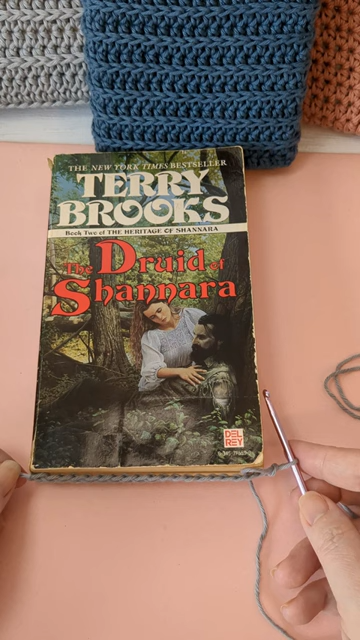 THE NEW YORK TIMES BESTSELLER
TERRY
BROOKS
Book Two of THE HERITAGE OF SHANNARA
The Druid of
Shannara
DEL
REY